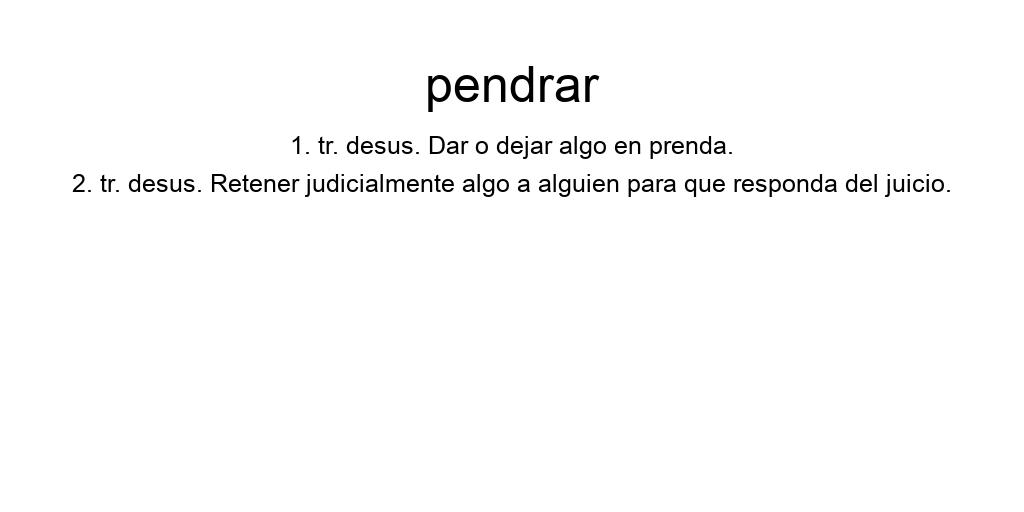 pendrar
1. tr. desus. Dar o dejar algo en prenda.
2. tr. desus. Retener judicialmente algo a alguien para que responda del juicio.